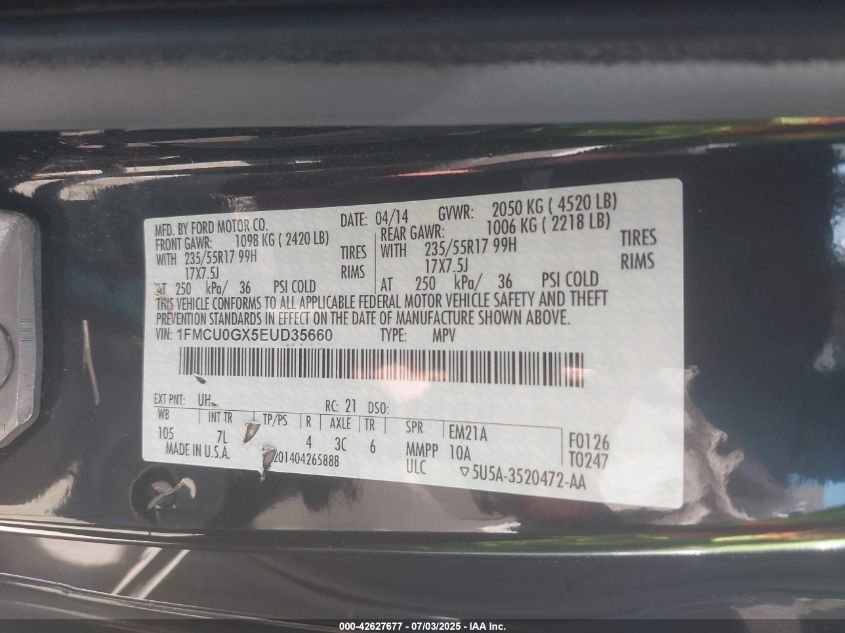 MFD. BY FORD MOTOR CO. DATE: 04/14 GVWR: 2050 KG ( 4520 LB)
FRONT GAWR: 1098 KG ( 2420 LB) REAR GAWR: 1006 KG ( 2218 LB)
WITH 235/55R17 99H TIRES WITH 235/55R17 99H TIRES
17X7.5J RIMS 17X7.5J RIMS
AT 250 kPa/ 36 PSI COLD AT 250 kPa/ 36 PSI COLD
THIS VEHICLE CONFORMS TO ALL APPLICABLE FEDERAL MOTOR VEHICLE SAFETY AND THEFT
PREVENTION STANDARDS IN EFFECT ON THE DATE OF MANUFACTURE SHOWN ABOVE.
VIN: 1FMCU0GX5EUD35660 TYPE: MPV
EXT PNT: UH RC: 21 DSO:
WB INT TR TP/PS R AXLE TR SPR EM21A F0126
105 7L 4 3C 6 MMPP 10A T0247
MADE IN U.S.A. 201404265888 ULC ▽5U5A-3520472-AA
000-42627677 - 07/03/2025 - IAA Inc.